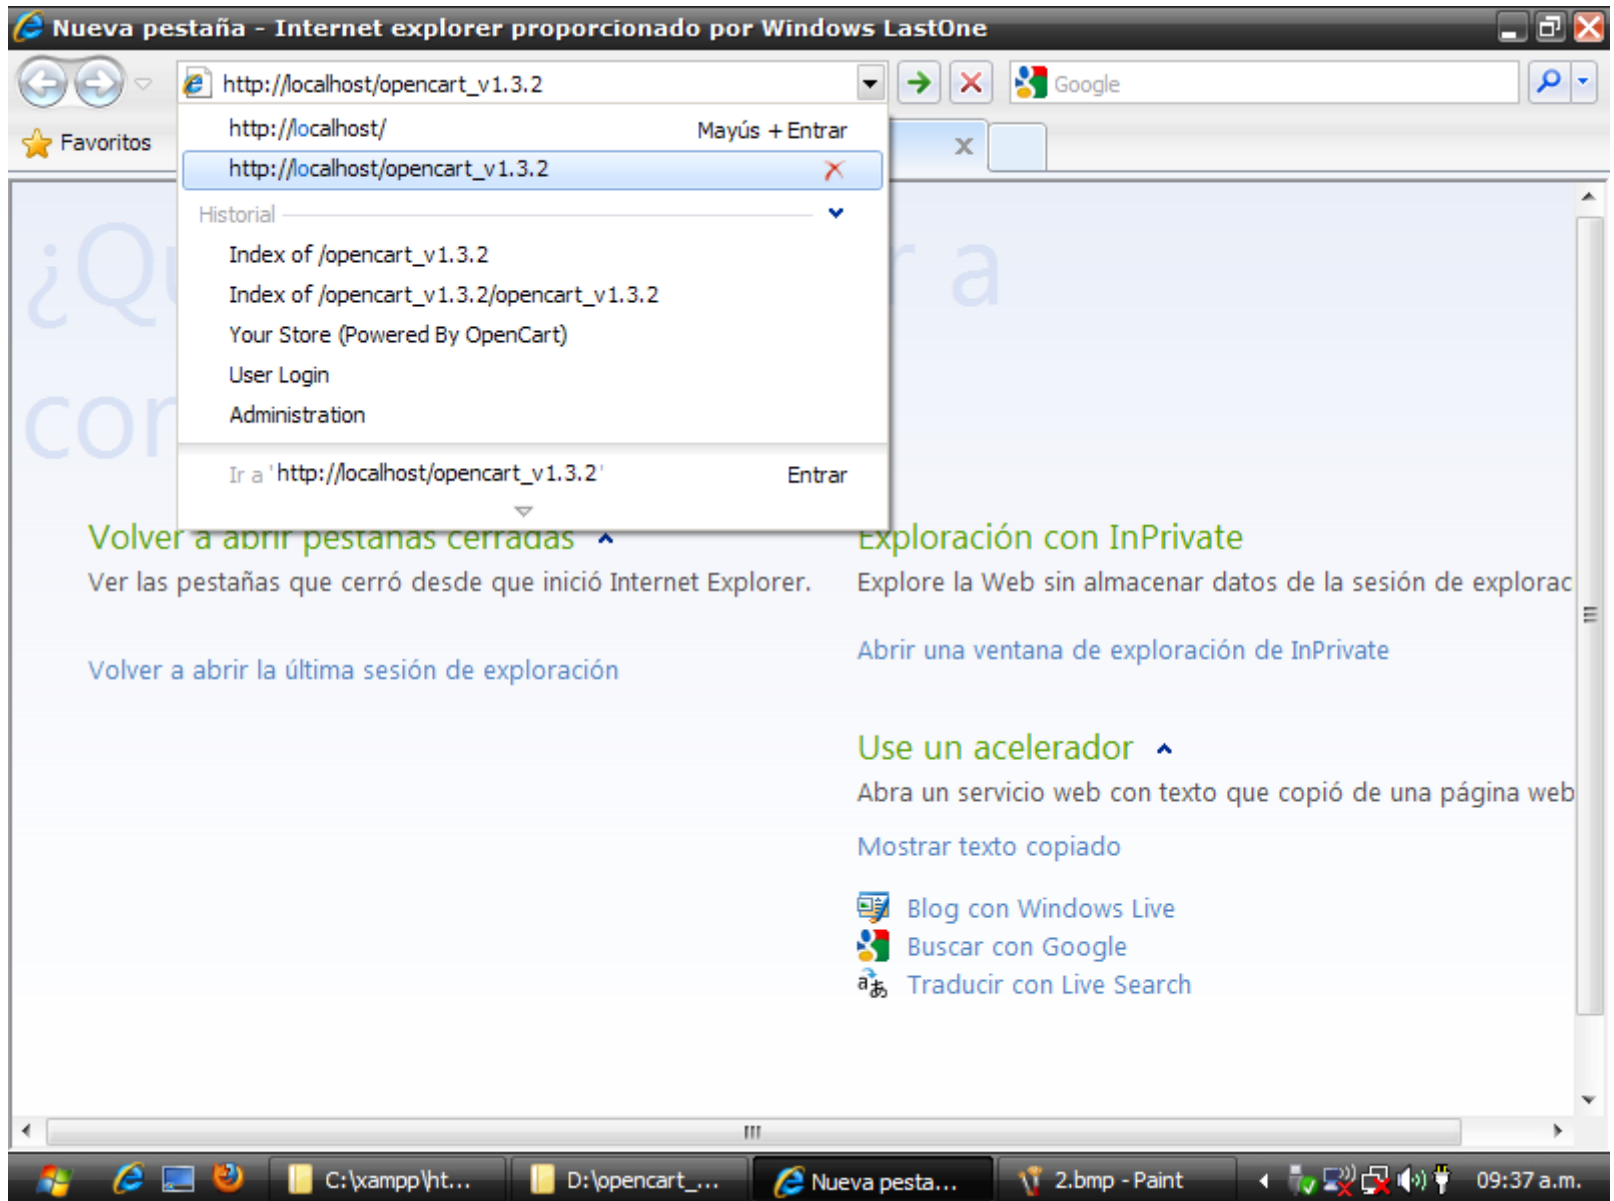 Nueva pestaña - Internet explorer proporcionado por Windows LastOne
http://localhost/opencart_v1.3.2
Google
Favoritos
http://localhost/ Mayús + Entrar
http://localhost/opencart_v1.3.2
Historial
Index of /opencart_v1.3.2
Index of /opencart_v1.3.2/opencart_v1.3.2
Your Store (Powered By OpenCart)
User Login
Administration
Ir a 'http://localhost/opencart_v1.3.2' Entrar
¿Q r a
cor
Volver a abrir pestañas cerradas
Ver las pestañas que cerró desde que inició Internet Explorer.
Volver a abrir la última sesión de exploración
Exploración con InPrivate
Explore la Web sin almacenar datos de la sesión de explorac
Abrir una ventana de exploración de InPrivate
Use un acelerador
Abra un servicio web con texto que copió de una página web
Mostrar texto copiado
Blog con Windows Live
Buscar con Google
Traducir con Live Search
C:\xampp\ht... D:\opencart_... Nueva pesta... 2.bmp - Paint 09:37 a.m.